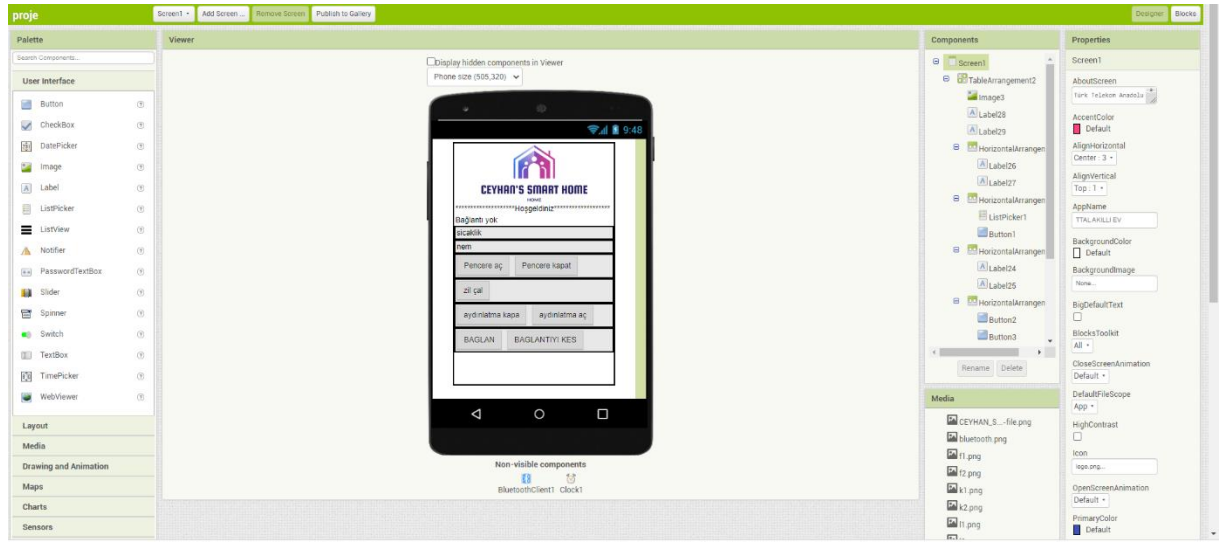 proje
Screen1
Add Screen ...
Remove Screen
Publish to Gallery
Designer
Blocks
Palette
Search Components...
User Interface
Button
CheckBox
DatePicker
Image
Label
ListPicker
ListView
Notifier
PasswordTextBox
Slider
Spinner
Switch
TextBox
TimePicker
WebViewer
Layout
Media
Drawing and Animation
Maps
Charts
Sensors
Viewer
Display hidden components in Viewer
Phone size (505,320)
9:48
CEYHAN'S SMART HOME
HOME
Hoşgeldiniz
Bağlantı yok
sicaklik
nem
Pencere aç
Pencere kapat
zil çal
aydınlatma kapa
aydınlatma aç
BAGLAN
BAGLANTIYI KES
Non-visible components
BluetoothClient1
Clock1
Components
Screen1
TableArrangement2
Image3
Label28
Label29
HorizontalArrangen
Label26
Label27
HorizontalArrangen
ListPicker1
Button1
HorizontalArrangen
Label24
Label25
HorizontalArrangen
Button2
Button3
Rename
Delete
Media
CEYHAN_S...-file.png
bluetooth.png
f1.png
f2.png
k1.png
k2.png
Properties
Screen1
AboutScreen
Türk Telekom Anadolu
AccentColor
Default
AlignHorizontal
Center : 3
AlignVertical
Top : 1
AppName
TTAL AKILLI EV
BackgroundColor
Default
BackgroundImage
None...
BigDefaultText
BlocksToolkit
All
CloseScreenAnimation
Default
DefaultFileScope
App
HighContrast
Icon
logo.png...
OpenScreenAnimation
Default
PrimaryColor
Default